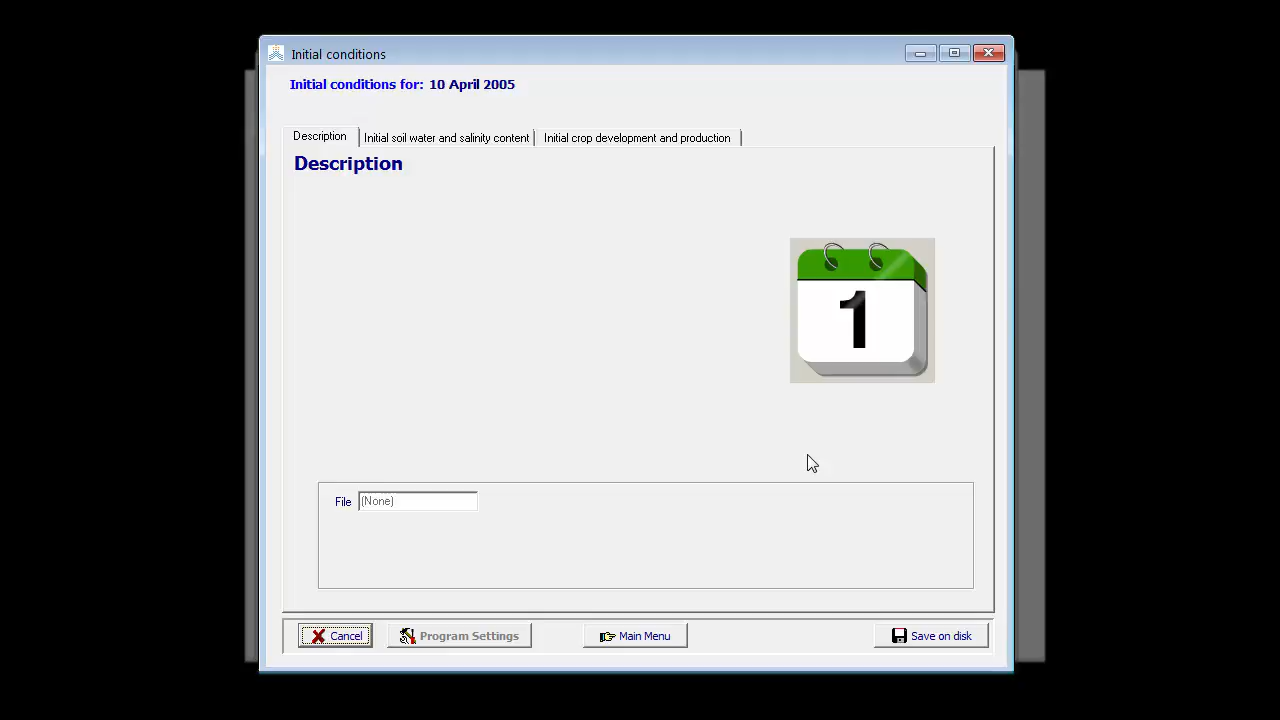 Initial conditions
Initial conditions for: 10 April 2005
Description Initial soil water and salinity content Initial crop development and production
Description
1
File (None)
Cancel Program Settings Main Menu Save on disk